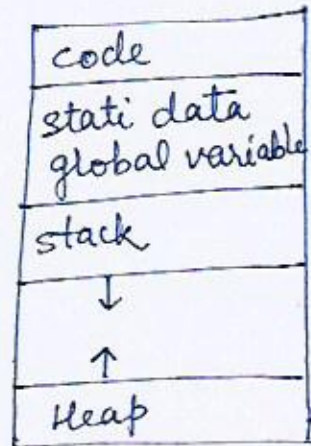 code
stati data
global variable
stack
↓
↑
Heap